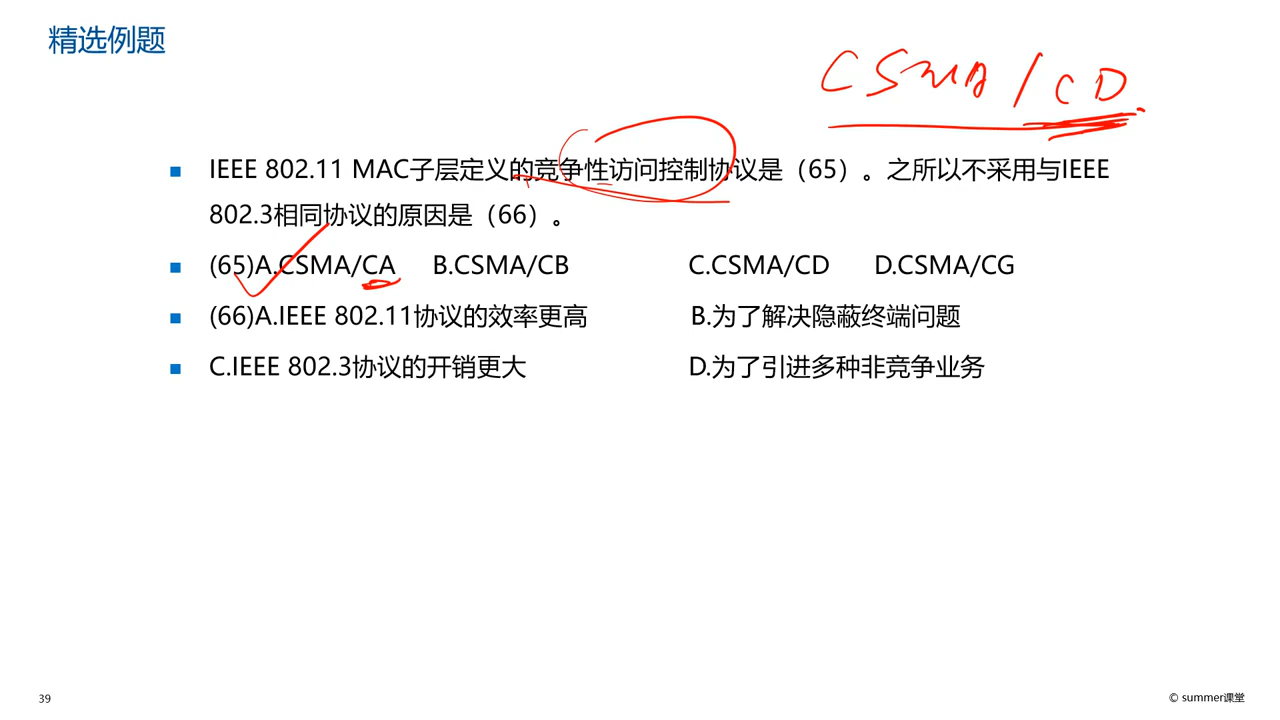 精选例题
CSMA/CD
IEEE 802.11 MAC子层定义的竞争性访问控制协议是（65）。之所以不采用与IEEE
802.3相同协议的原因是（66）。
(65)A.CSMA/CA B.CSMA/CB C.CSMA/CD D.CSMA/CG
(66)A.IEEE 802.11协议的效率更高 B.为了解决隐蔽终端问题
C.IEEE 802.3协议的开销更大 D.为了引进多种非竞争业务
39
© summer课堂